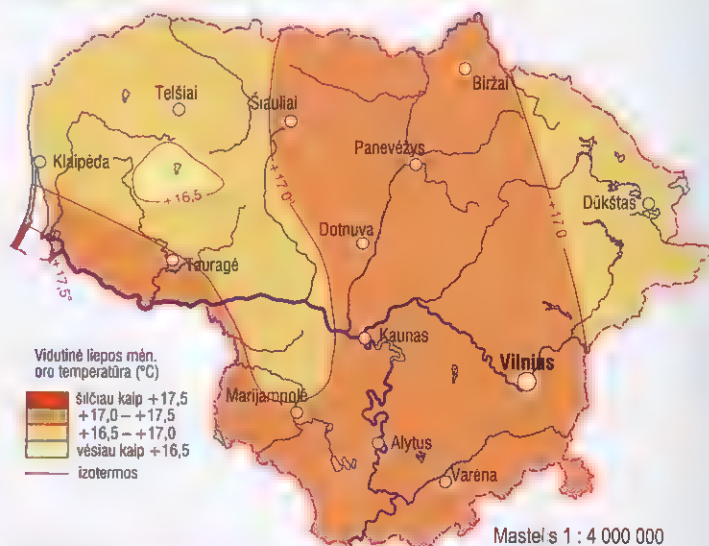 Telšiai
Šiauliai
Biržai
Klaipėda
Panevėžys
+16,5
+17,0°
+17,0
Dūkštas
Dotnuva
Tauragė
+17,5°
Kaunas
Vidutinė liepos mėn.
oro temperatūra (°C)
Vilnius
šilčiau kaip +17,5
+17,0 – +17,5
+16,5 – +17,0
vėsiau kaip +16,5
izotermos
Marijampolė
Alytus
Varėna
Mastelis 1 : 4 000 000